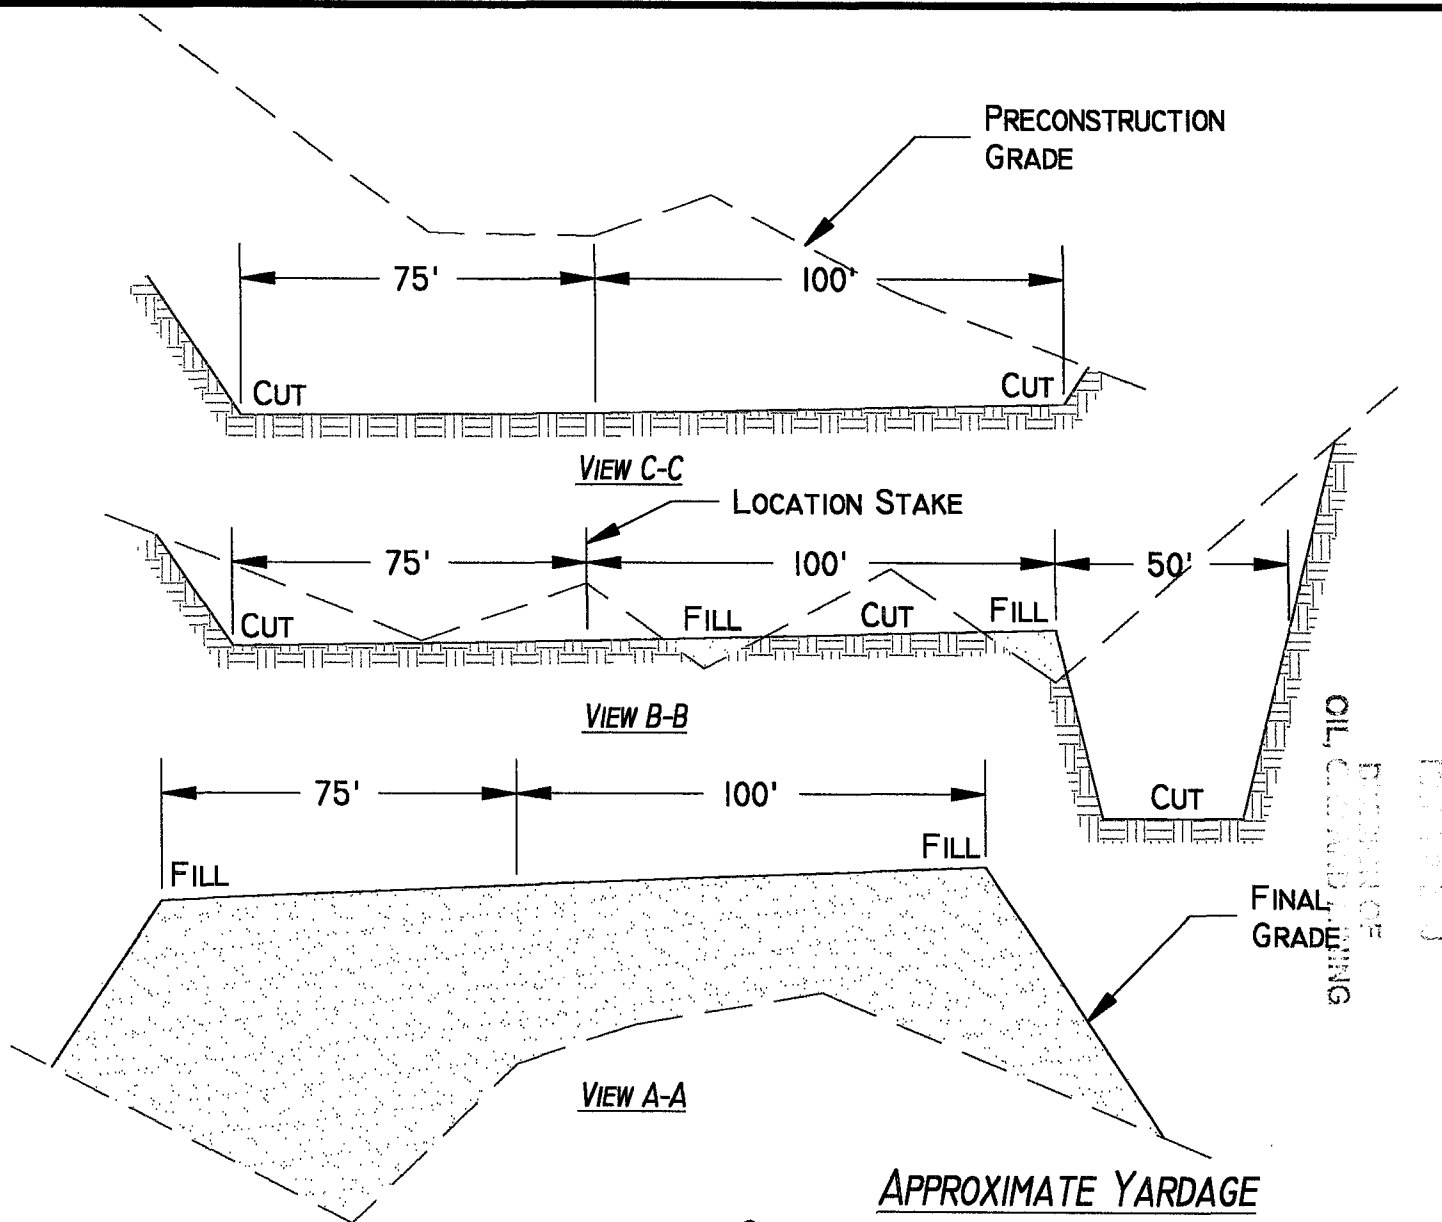 PRECONSTRUCTION
GRADE
75'
100'
CUT
CUT
VIEW C-C
LOCATION STAKE
75'
100'
50'
CUT
FILL
CUT
FILL
VIEW B-B
CUT
75'
100'
FILL
FILL
FINAL
GRADE
VIEW A-A
OIL,
APPROXIMATE YARDAGE